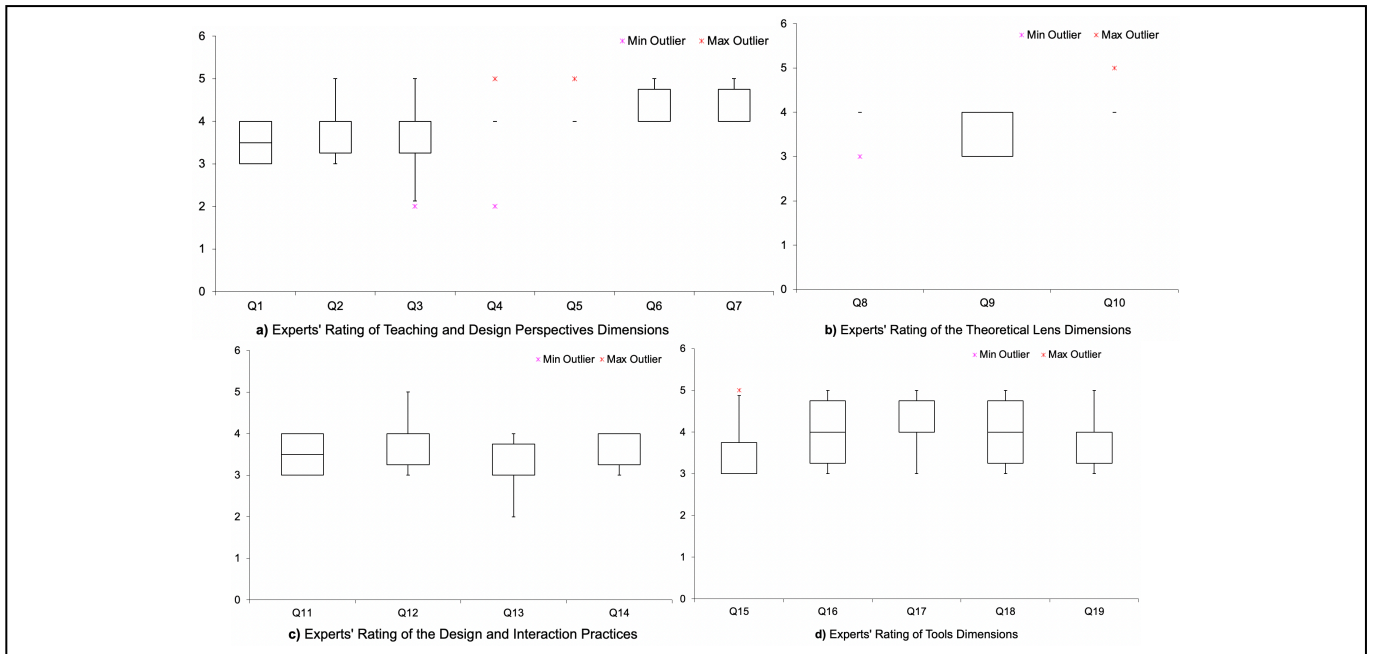 × Min Outlier × Max Outlier
6
5
4
3
2
1
0
Q1 Q2 Q3 Q4 Q5 Q6 Q7
a) Experts' Rating of Teaching and Design Perspectives Dimensions
× Min Outlier × Max Outlier
6
5
4
3
2
1
0
Q8 Q9 Q10
b) Experts' Rating of the Theoretical Lens Dimensions
× Min Outlier × Max Outlier
6
5
4
3
2
1
0
Q11 Q12 Q13 Q14
c) Experts' Rating of the Design and Interaction Practices
× Min Outlier × Max Outlier
6
5
4
3
2
1
0
Q15 Q16 Q17 Q18 Q19
d) Experts' Rating of Tools Dimensions